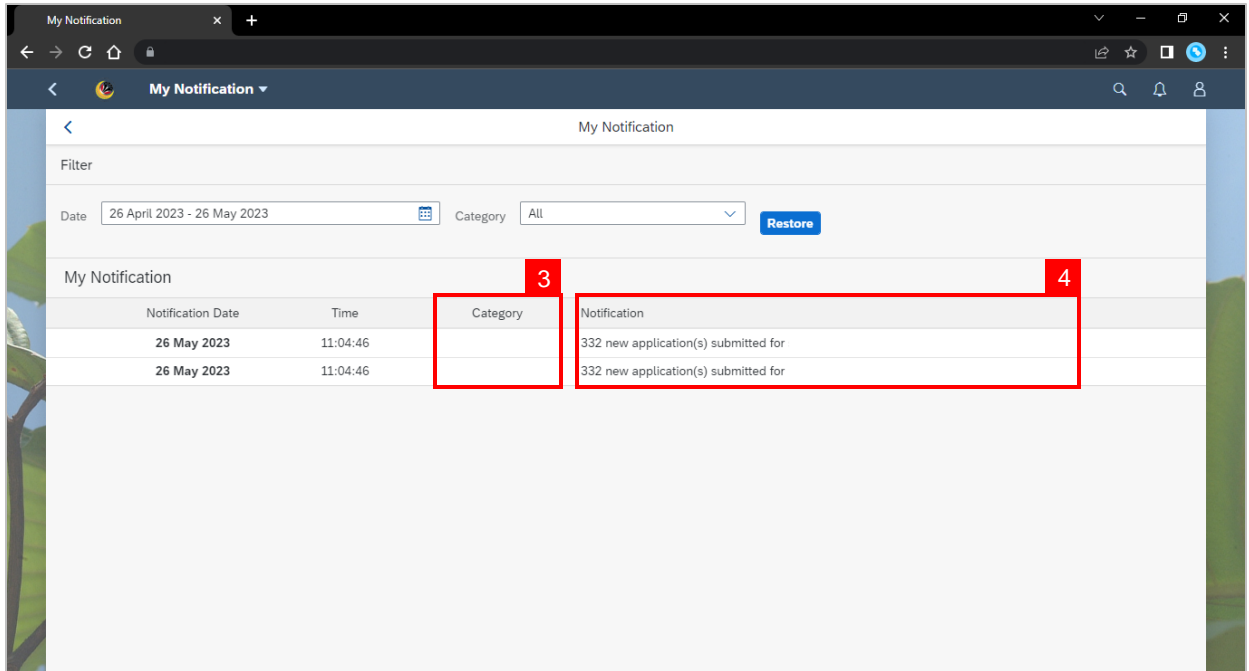 My Notification
My Notification
My Notification
Filter
Date 26 April 2023 - 26 May 2023 Category All Restore
My Notification 3 4
Notification Date Time Category Notification
26 May 2023 11:04:46 332 new application(s) submitted for
26 May 2023 11:04:46 332 new application(s) submitted for